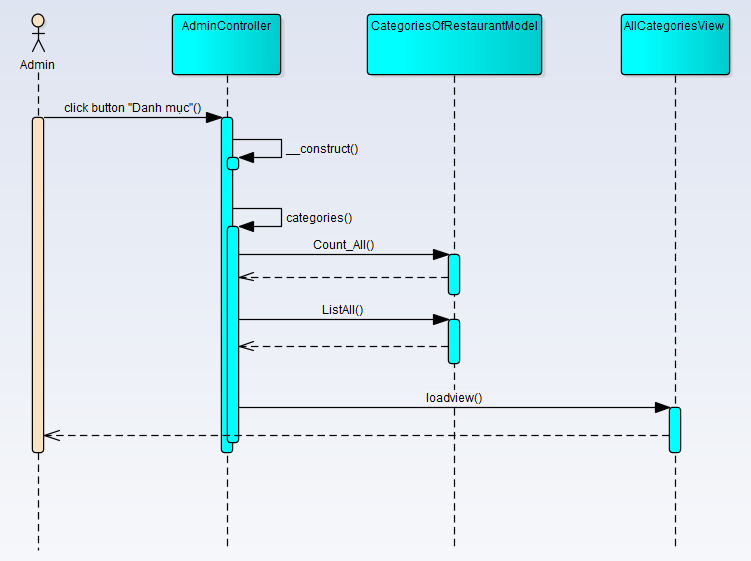 Admin
AdminController
CategoriesOfRestaurantModel
AllCategoriesView
click button "Danh mục"()
__construct()
categories()
Count_All()
ListAll()
loadview()